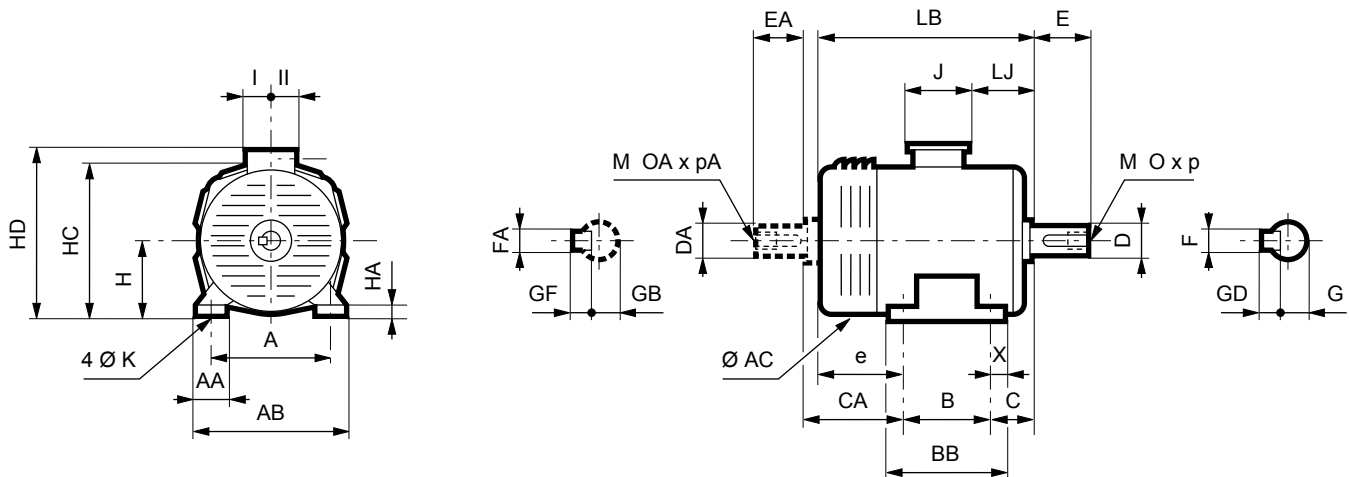 EA LB E
I II
J LJ
M OA x pA
M O x p
HD
HC
H
HA
FA
DA
D
F
GF GB
GD G
A
4 Ø K
AA
AB
Ø AC
e
X
CA B C
BB